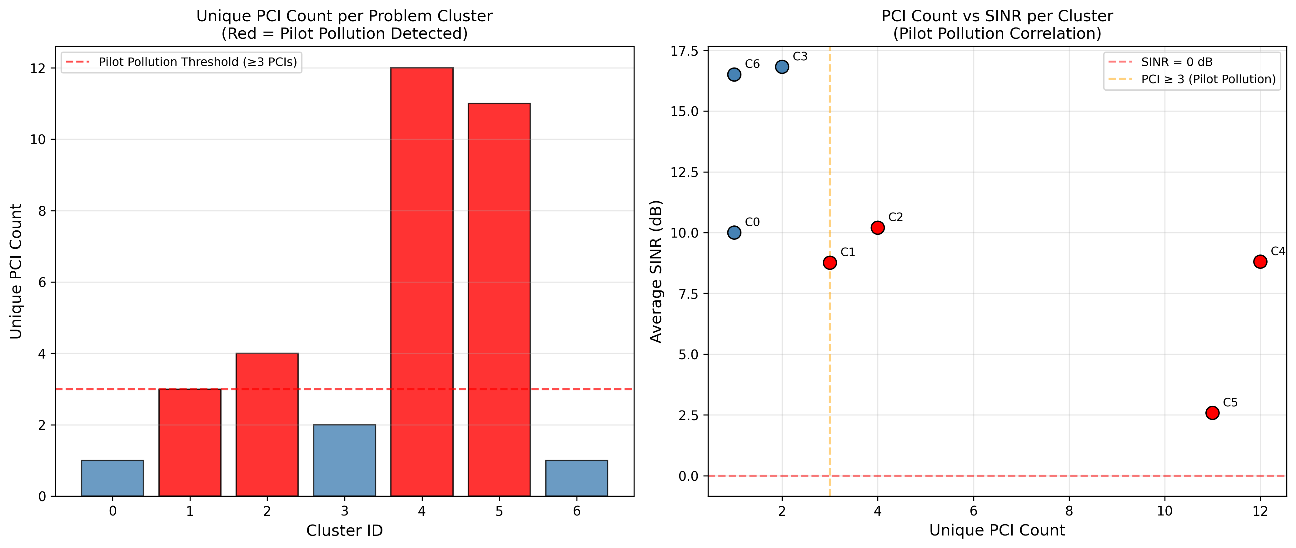 Unique PCI Count per Problem Cluster
(Red = Pilot Pollution Detected)
Pilot Pollution Threshold (≥3 PCIs)
Unique PCI Count
12
10
8
6
4
2
0
0 1 2 3 4 5 6
Cluster ID
PCI Count vs SINR per Cluster
(Pilot Pollution Correlation)
SINR = 0 dB
PCI ≥ 3 (Pilot Pollution)
Average SINR (dB)
17.5
15.0
12.5
10.0
7.5
5.0
2.5
0.0
C6
C3
C0
C2
C1
C4
C5
2 4 6 8 10 12
Unique PCI Count